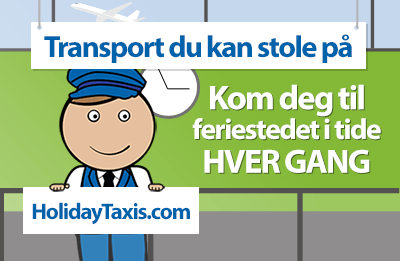 Transport du kan stole på
Kom deg til
feriestedet i tide
HVER GANG
HolidayTaxis.com